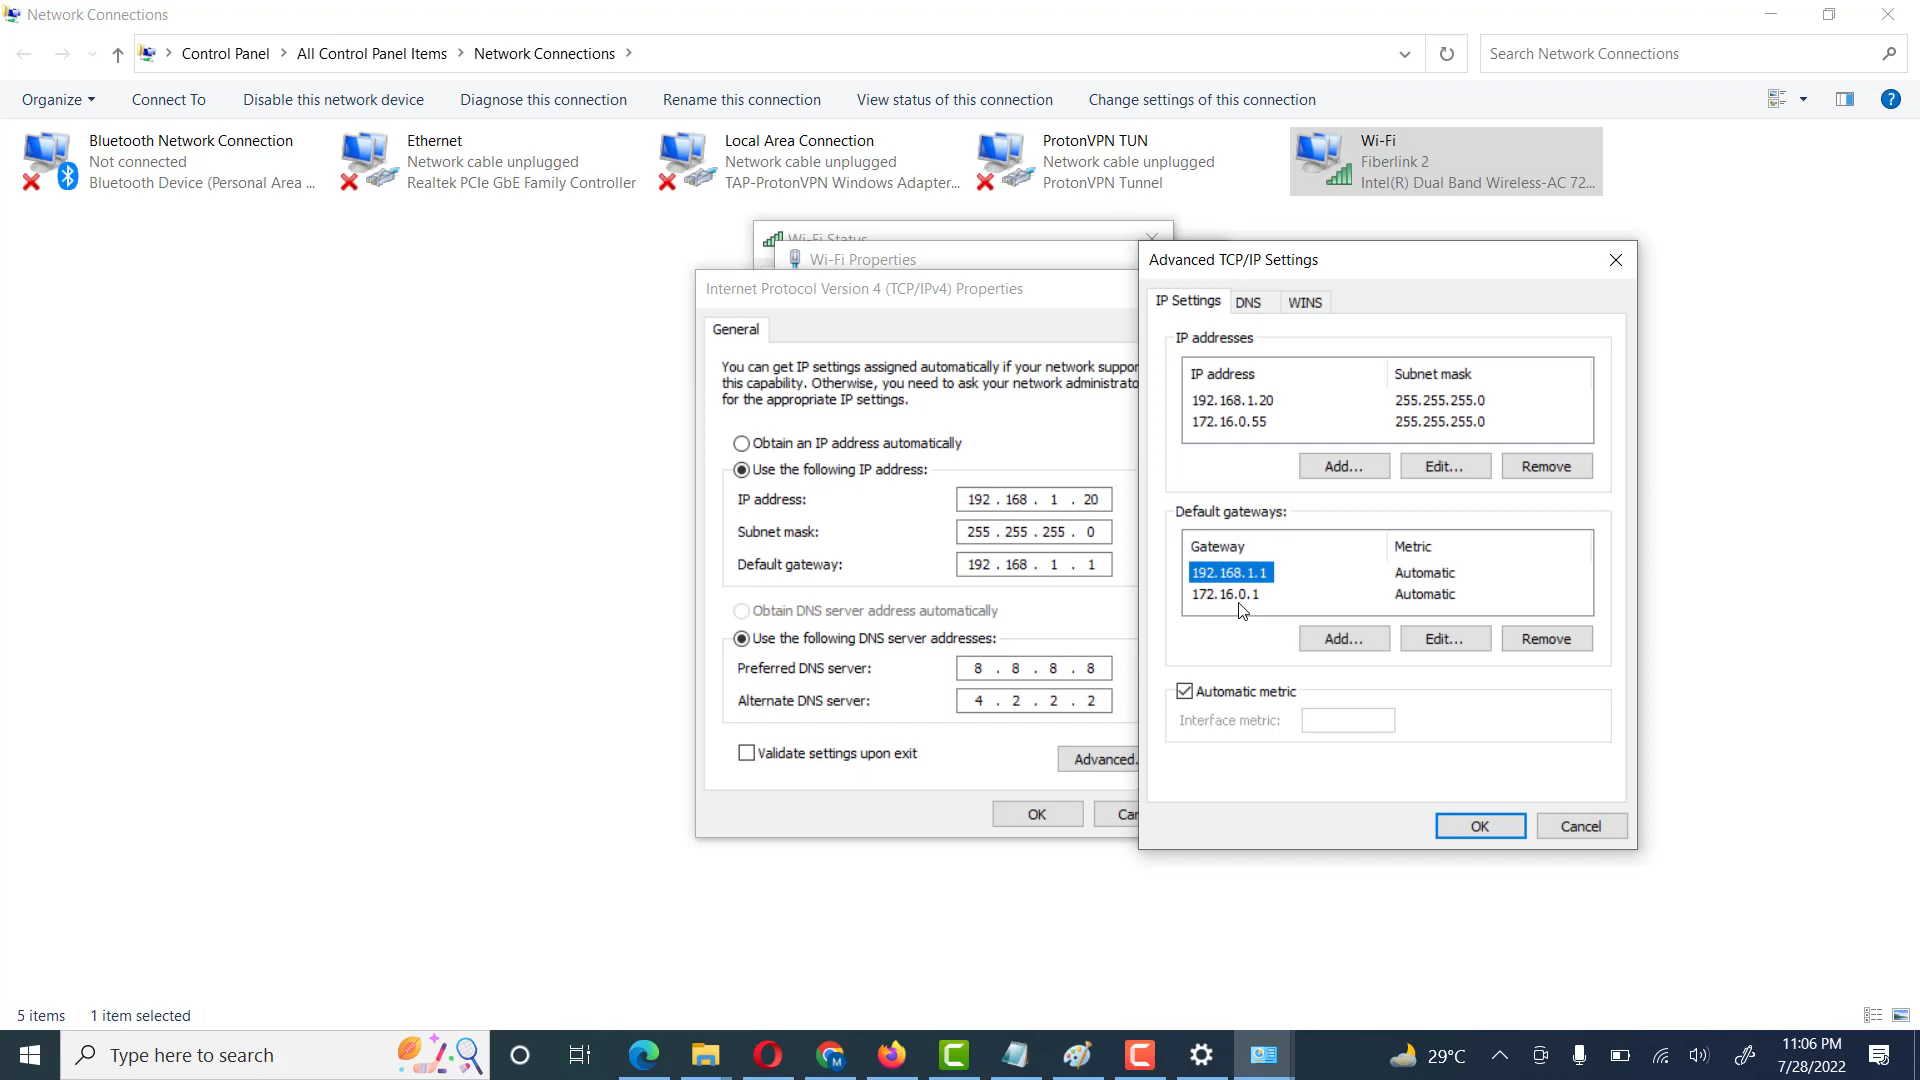 Network Connections
Control Panel
All Control Panel Items
Network Connections
Search Network Connections
Organize
Connect To
Disable this network device
Diagnose this connection
Rename this connection
View status of this connection
Change settings of this connection
Bluetooth Network Connection
Not connected
Bluetooth Device (Personal Area ...
Ethernet
Network cable unplugged
Realtek PCIe GbE Family Controller
Local Area Connection
Network cable unplugged
TAP-ProtonVPN Windows Adapter...
ProtonVPN TUN
Network cable unplugged
ProtonVPN Tunnel
Wi-Fi
Fiberlink 2
Intel(R) Dual Band Wireless-AC 72...
Wi-Fi Status
Wi-Fi Properties
Internet Protocol Version 4 (TCP/IPv4) Properties
General
You can get IP settings assigned automatically if your network suppor
this capability. Otherwise, you need to ask your network administrato
for the appropriate IP settings.
Obtain an IP address automatically
Use the following IP address:
IP address:
192 . 168 . 1 . 20
Subnet mask:
255 . 255 . 255 . 0
Default gateway:
192 . 168 . 1 . 1
Obtain DNS server address automatically
Use the following DNS server addresses:
Preferred DNS server:
8 . 8 . 8 . 8
Alternate DNS server:
4 . 2 . 2 . 2
Validate settings upon exit
Advanced.
OK
Car
Advanced TCP/IP Settings
IP Settings
DNS
WINS
IP addresses
IP address
Subnet mask
192.168.1.20
255.255.255.0
172.16.0.55
255.255.255.0
Add...
Edit...
Remove
Default gateways:
Gateway
Metric
192.168.1.1
Automatic
172.16.0.1
Automatic
Add...
Edit...
Remove
Automatic metric
Interface metric:
OK
Cancel
5 items
1 item selected
Type here to search
29°C
11:06 PM
7/28/2022